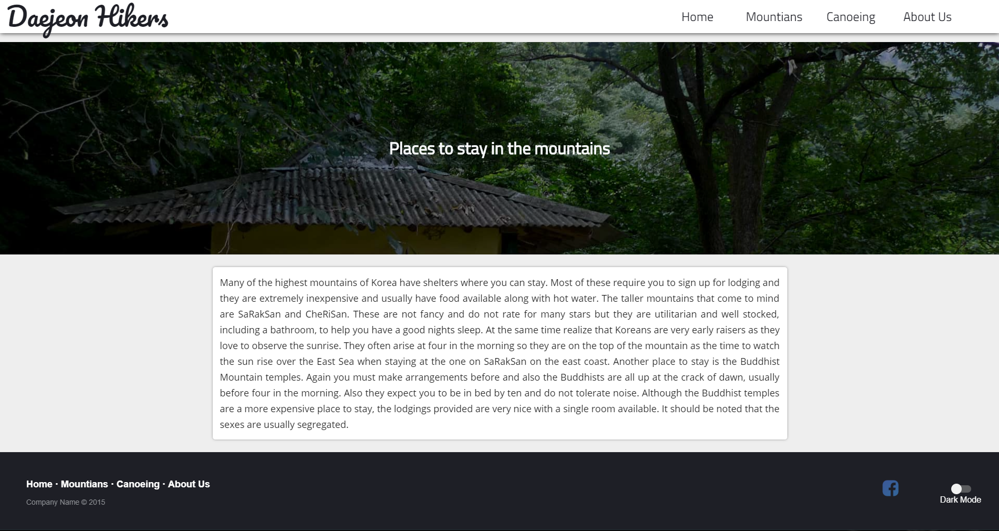 Daejeon Hikers
Home Mountians Canoeing About Us
Places to stay in the mountains
Many of the highest mountains of Korea have shelters where you can stay. Most of these require you to sign up for lodging and
they are extremely inexpensive and usually have food available along with hot water. The taller mountains that come to mind
are SaRakSan and CheRiSan. These are not fancy and do not rate for many stars but they are utilitarian and well stocked,
including a bathroom, to help you have a good nights sleep. At the same time realize that Koreans are very early raisers as they
love to observe the sunrise. They often arise at four in the morning so they are on the top of the mountain as the time to watch
the sun rise over the East Sea when staying at the one on SaRakSan on the east coast. Another place to stay is the Buddhist
Mountain temples. Again you must make arrangements before and also the Buddhists are all up at the crack of dawn, usually
before four in the morning. Also they expect you to be in bed by ten and do not tolerate noise. Although the Buddhist temples
are a more expensive place to stay, the lodgings provided are very nice with a single room available. It should be noted that the
sexes are usually segregated.
Home · Mountians · Canoeing · About Us
Company Name © 2015
Dark Mode